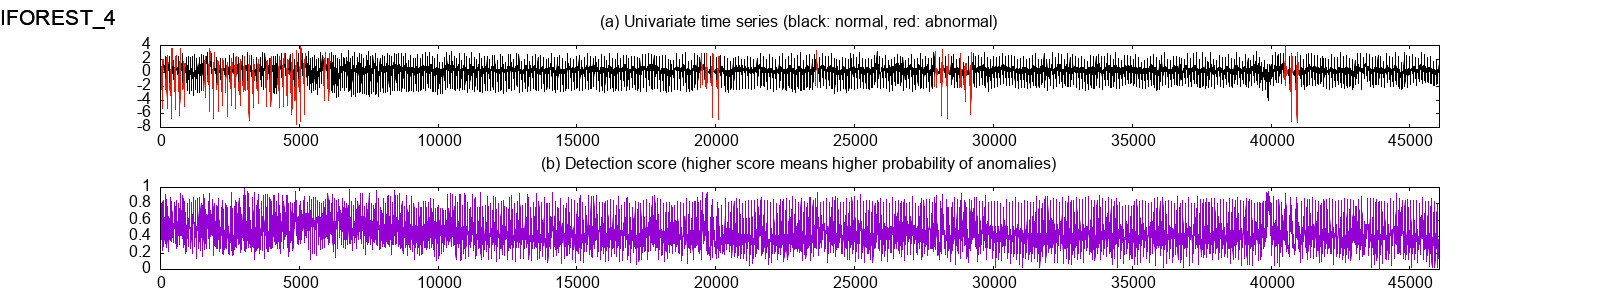 IFOREST_4
(a) Univariate time series (black: normal, red: abnormal)
4
2
0
-2
-4
-6
-8
0 5000 10000 15000 20000 25000 30000 35000 40000 45000
(b) Detection score (higher score means higher probability of anomalies)
1
0.8
0.6
0.4
0.2
0
0 5000 10000 15000 20000 25000 30000 35000 40000 45000